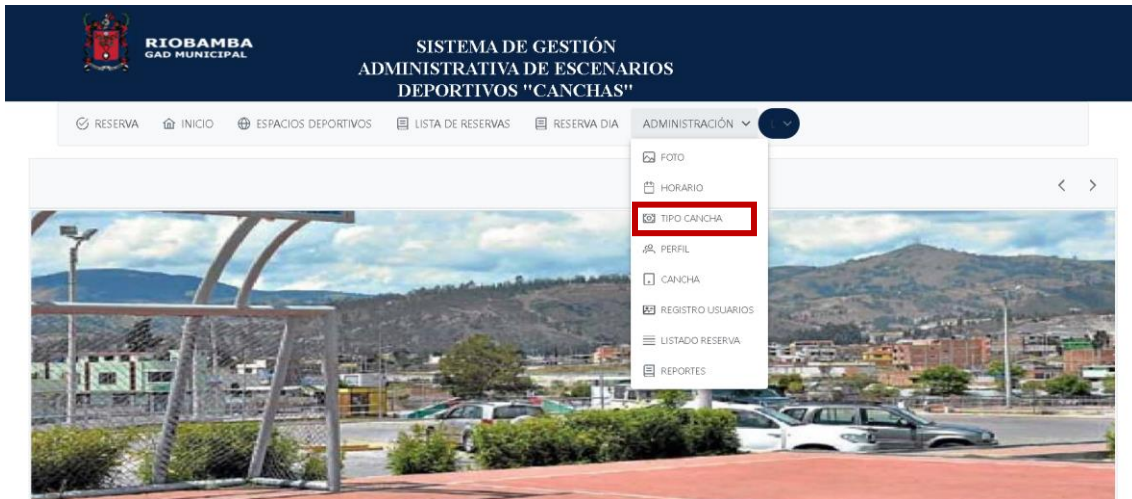 RIOBAMBA
GAD MUNICIPAL
SISTEMA DE GESTIÓN
ADMINISTRATIVA DE ESCENARIOS
DEPORTIVOS "CANCHAS"
RESERVA INICIO ESPACIOS DEPORTIVOS LISTA DE RESERVAS RESERVA DIA ADMINISTRACIÓN
FOTO
HORARIO
TIPO CANCHA
PERFIL
CANCHA
REGISTRO USUARIOS
LISTADO RESERVA
REPORTES